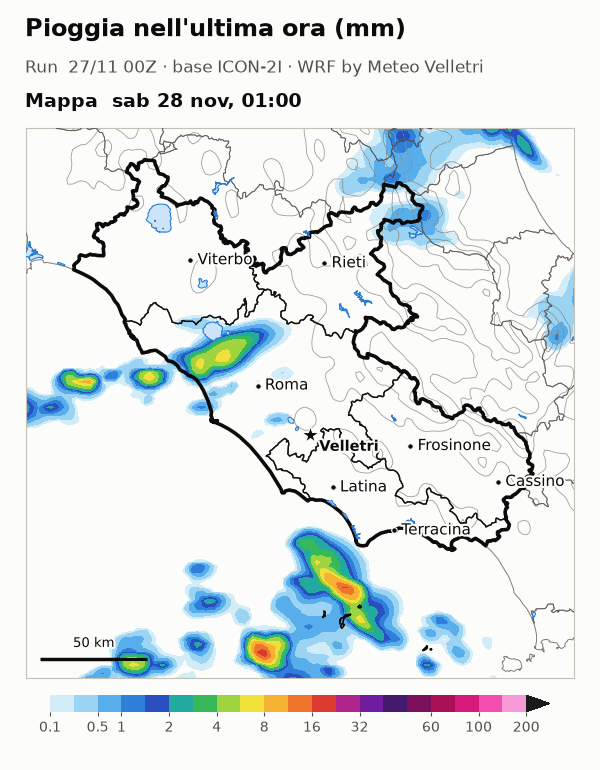 Pioggia nell'ultima ora (mm)
Run  27/11 00Z · base ICON-2I · WRF by Meteo Velletri
Mappa  sab 28 nov, 01:00
Viterbo
Rieti
Roma
Velletri
Frosinone
Cassino
Latina
Terracina
50 km
0.1 0.5 1 2 4 8 16 32 60 100 200